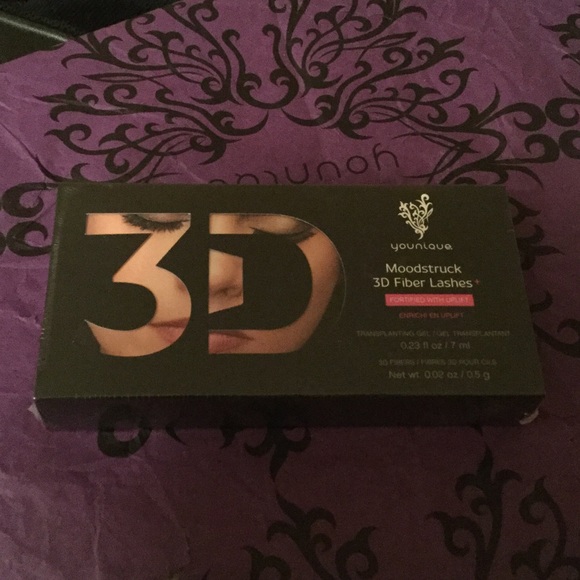 younique
3D
younique
Moodstruck
3D Fiber Lashes+
FORTIFIED WITH UPLIFT
ENRICHI EN UPLIFT
TRANSPLANTING GEL / GEL TRANSPLANTANT
0.23 fl oz / 7 ml
3D FIBERS / FIBRES 3D POUR CILS
Net wt. 0.02 oz / 0.5 g